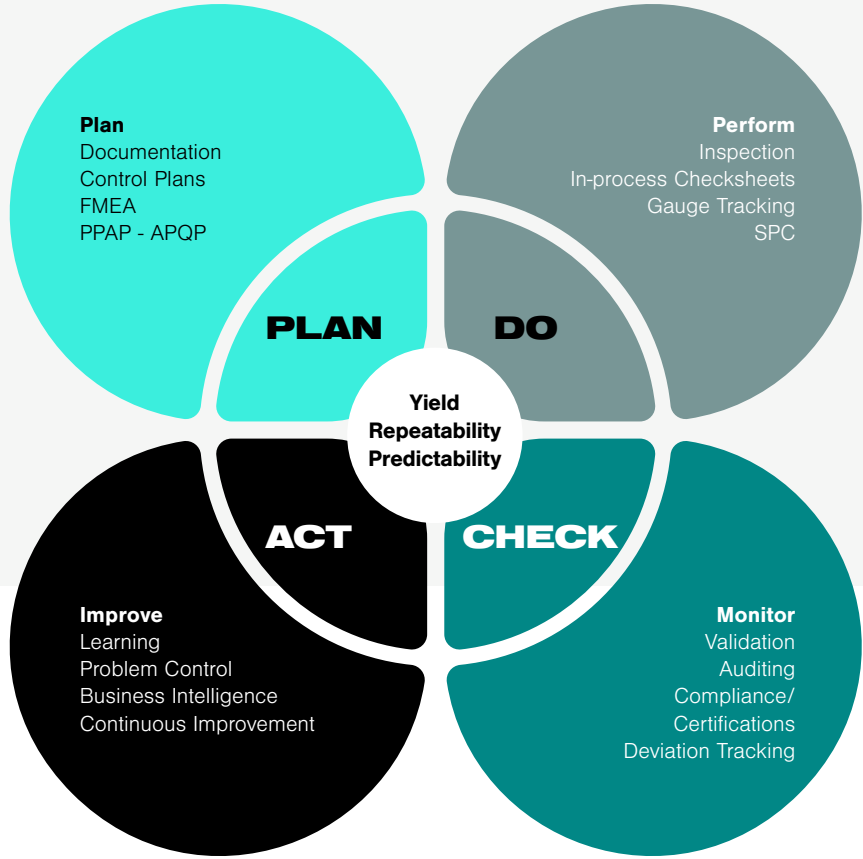 Plan
Documentation
Control Plans
FMEA
PPAP - APQP
Perform
Inspection
In-process Checksheets
Gauge Tracking
SPC
PLAN
DO
Yield
Repeatability
Predictability
ACT
CHECK
Improve
Learning
Problem Control
Business Intelligence
Continuous Improvement
Monitor
Validation
Auditing
Compliance/
Certifications
Deviation Tracking